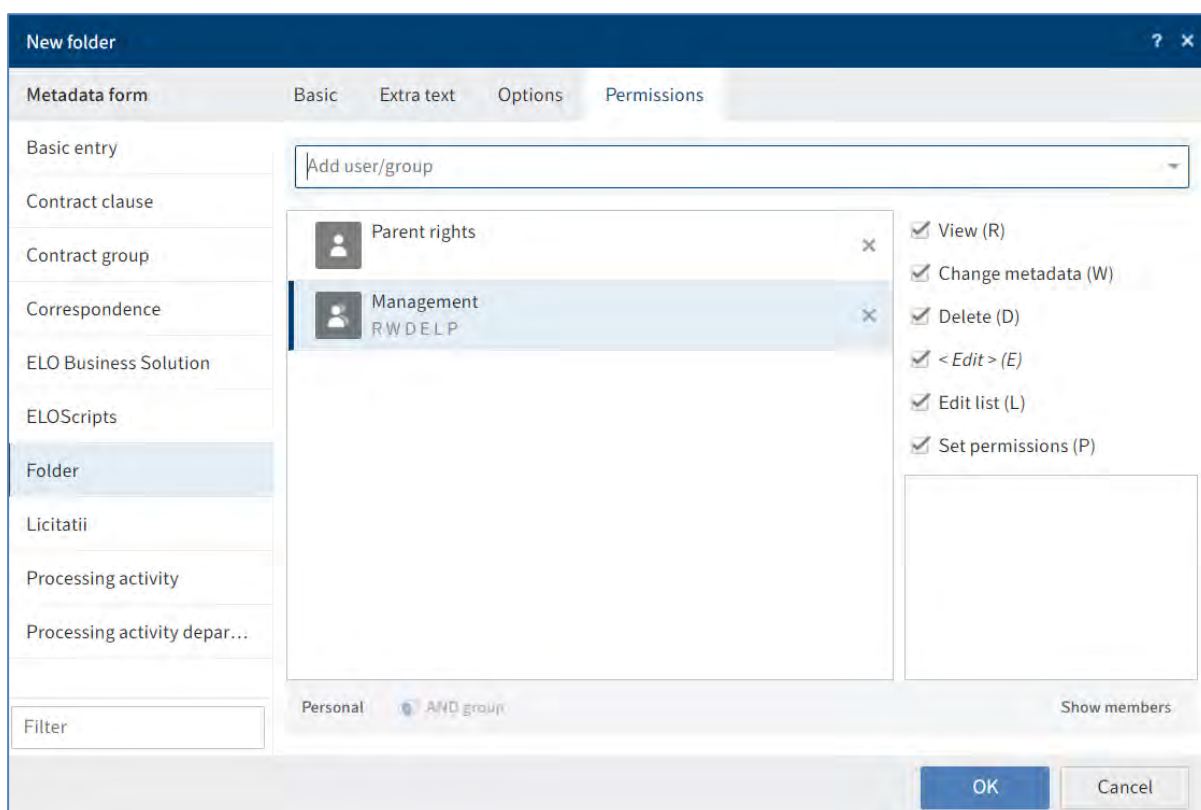 New folder
? ×
Metadata form
Basic Extra text Options Permissions
Basic entry
Contract clause
Contract group
Correspondence
ELO Business Solution
ELOScripts
Folder
Licitatii
Processing activity
Processing activity depar...
Filter
Add user/group
Parent rights
Management
R W D E L P
View (R)
Change metadata (W)
Delete (D)
< Edit > (E)
Edit list (L)
Set permissions (P)
Personal AND group Show members
OK Cancel